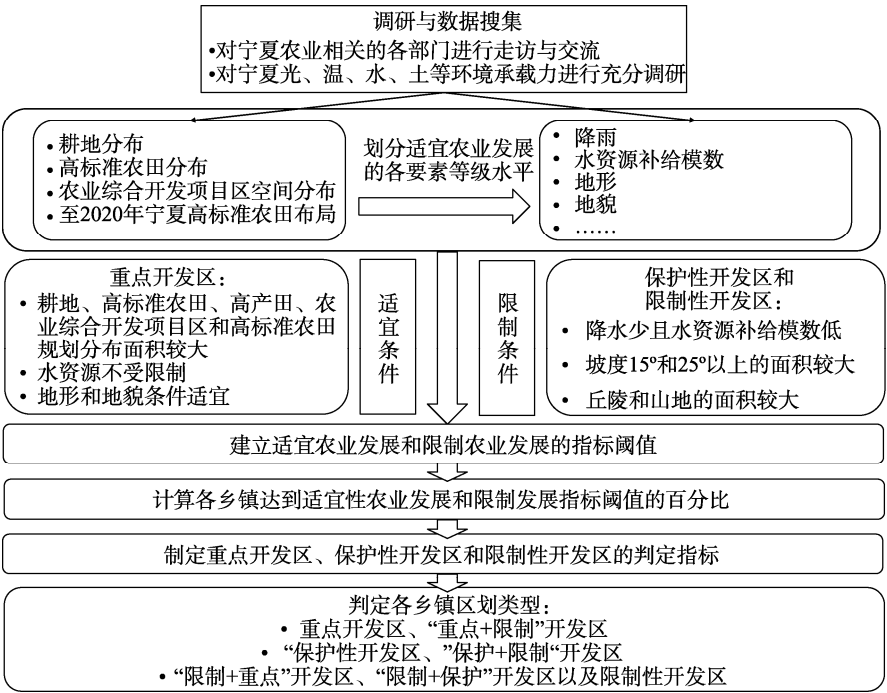 调研与数据搜集
•对宁夏农业相关的各部门进行走访与交流
•对宁夏光、温、水、土等环境承载力进行充分调研
• 耕地分布
• 高标准农田分布
• 农业综合开发项目区空间分布
• 至2020年宁夏高标准农田布局
划分适宜农业发展
的各要素等级水平
• 降雨
• 水资源补给模数
• 地形
• 地貌
• ……
重点开发区：
• 耕地、高标准农田、高产田、农
业综合开发项目区和高标准农田
规划分布面积较大
• 水资源不受限制
• 地形和地貌条件适宜
适宜条件
限制条件
保护性开发区和
限制性开发区：
• 降水少且水资源补给模数低
• 坡度15°和25°以上的面积较大
• 丘陵和山地的面积较大
建立适宜农业发展和限制农业发展的指标阈值
计算各乡镇达到适宜性农业发展和限制发展指标阈值的百分比
制定重点开发区、保护性开发区和限制性开发区的判定指标
判定各乡镇区划类型：
• 重点开发区、“重点+限制”开发区
• “保护性开发区、”保护+限制“开发区
• “限制+重点”开发区、“限制+保护”开发区以及限制性开发区